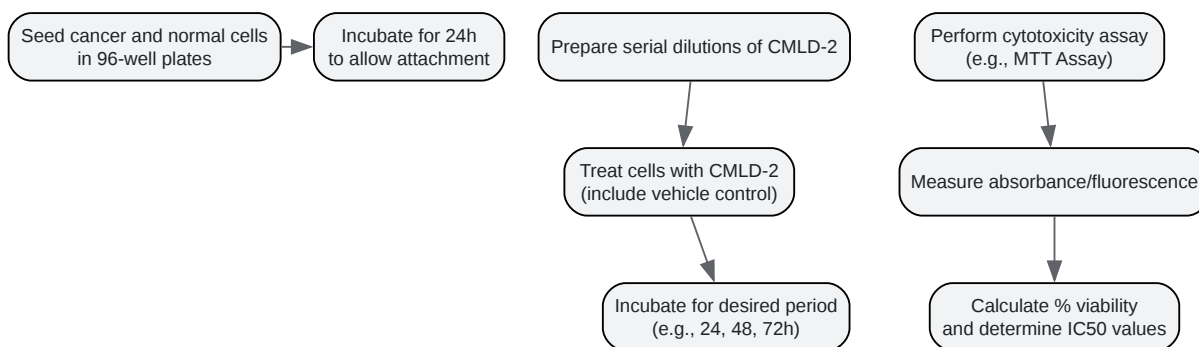 Seed cancer and normal cells
in 96-well plates
Incubate for 24h
to allow attachment
Prepare serial dilutions of CMLD-2
Treat cells with CMLD-2
(include vehicle control)
Incubate for desired period
(e.g., 24, 48, 72h)
Perform cytotoxicity assay
(e.g., MTT Assay)
Measure absorbance/fluorescence
Calculate % viability
and determine IC50 values